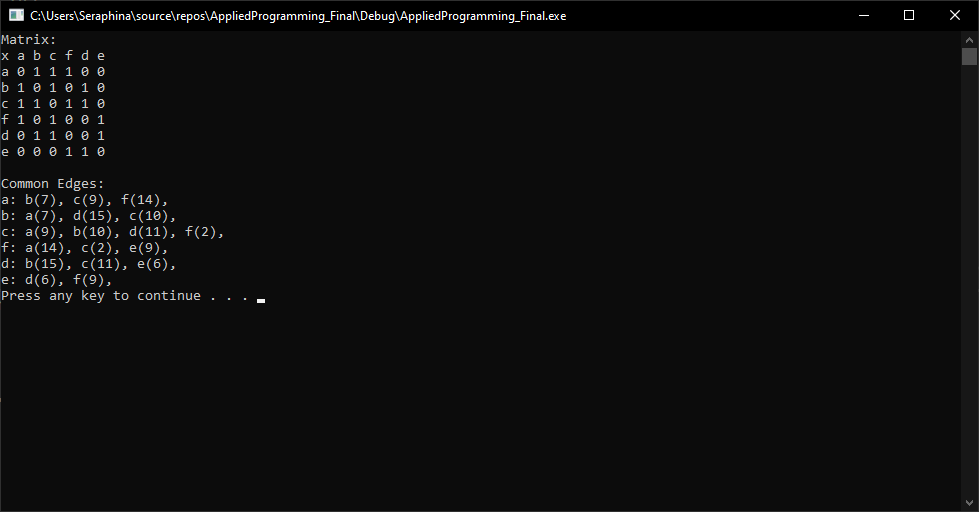 C:\Users\Seraphina\source\repos\AppliedProgramming_Final\Debug\AppliedProgramming_Final.exe
Matrix:
x a b c f d e
a 0 1 1 1 0 0
b 1 0 1 0 1 0
c 1 1 0 1 1 0
f 1 0 1 0 0 1
d 0 1 1 0 0 1
e 0 0 0 1 1 0

Common Edges:
a: b(7), c(9), f(14),
b: a(7), d(15), c(10),
c: a(9), b(10), d(11), f(2),
f: a(14), c(2), e(9),
d: b(15), c(11), e(6),
e: d(6), f(9),
Press any key to continue . . .